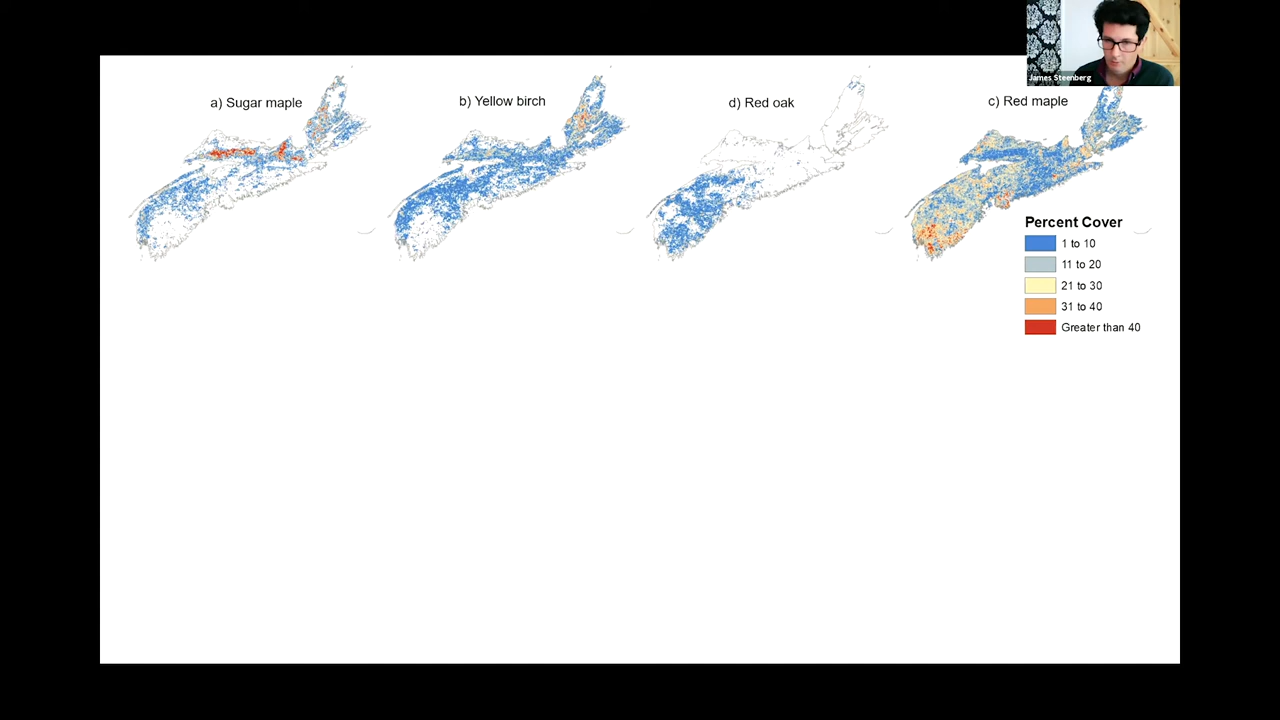 James Steenberg
a) Sugar maple
b) Yellow birch
d) Red oak
c) Red maple
Percent Cover
1 to 10
11 to 20
21 to 30
31 to 40
Greater than 40